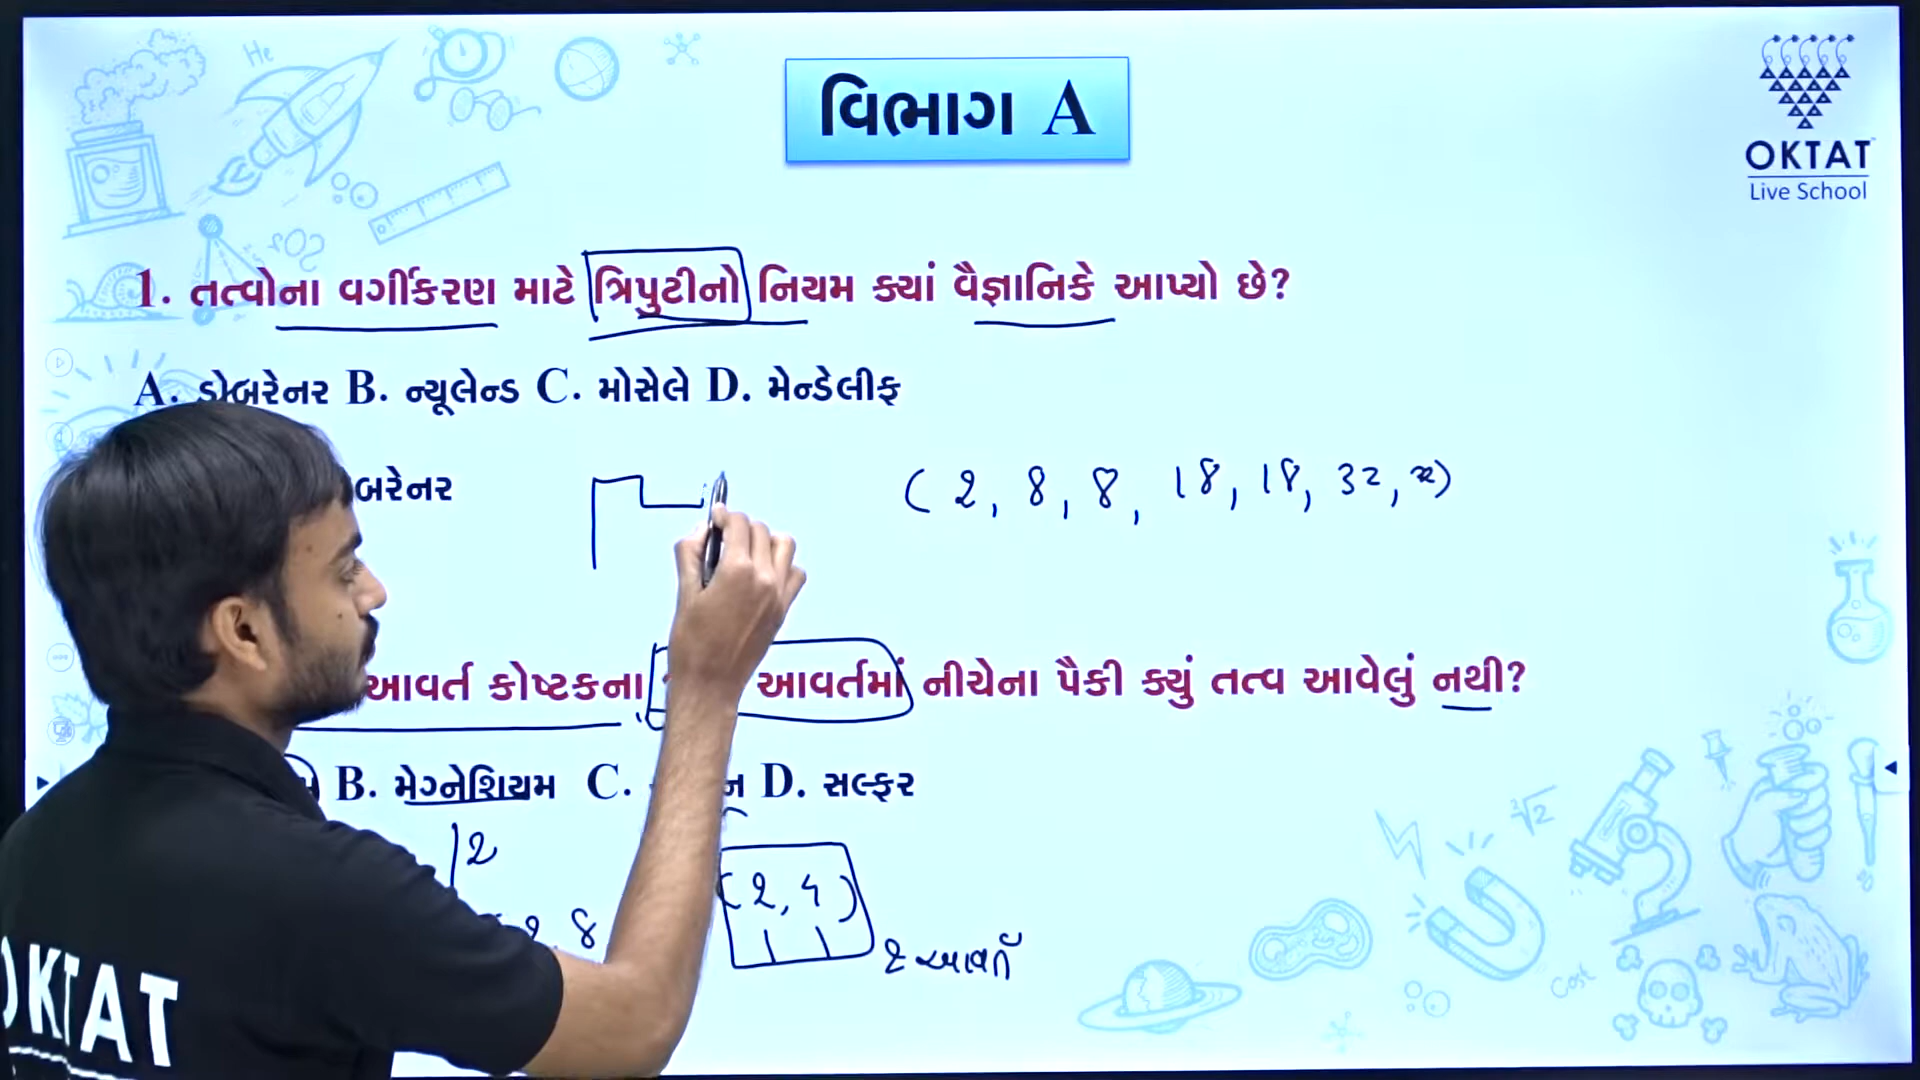 વિભાગ A
OKTAT
Live School
1. તત્વોના વર્ગીકરણ માટે ત્રિપુટીનો નિયમ ક્યાં વૈજ્ઞાનિકે આપ્યો છે?
A. ડોબરેનર B. ન્યૂલેન્ડ C. મોસેલે D. મેન્ડેલીફ
બરેનર
(2, 8, 8, 18, 18, 32, x)
આવર્ત કોષ્ટકના આવર્તમાં નીચેના પૈકી ક્યું તત્વ આવેલું નથી?
B. મેગ્નેશિયમ C. D. સલ્ફર
2
2, 8
(2, 4)
2 આવર્ત
OKTAT